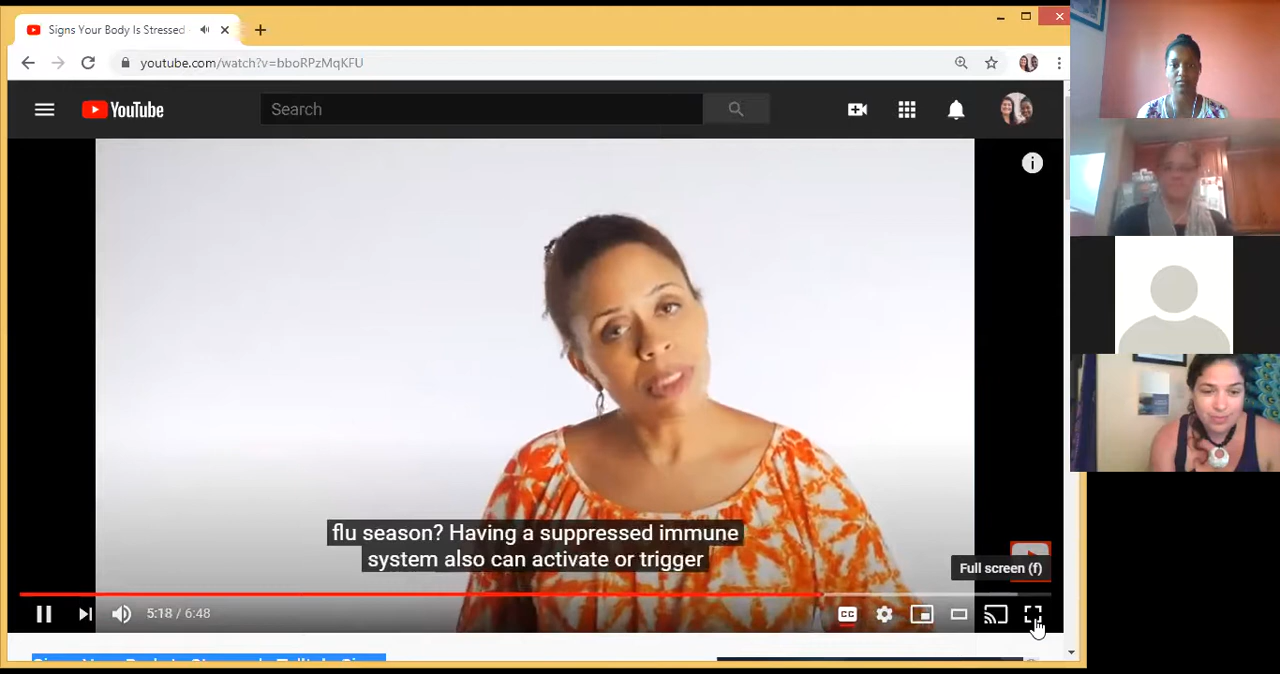 Signs Your Body Is Stressed
youtube.com/watch?v=bboRPzMqKFU
YouTube
Search
flu season? Having a suppressed immune
system also can activate or trigger
Full screen (f)
5:18 / 6:48
CC